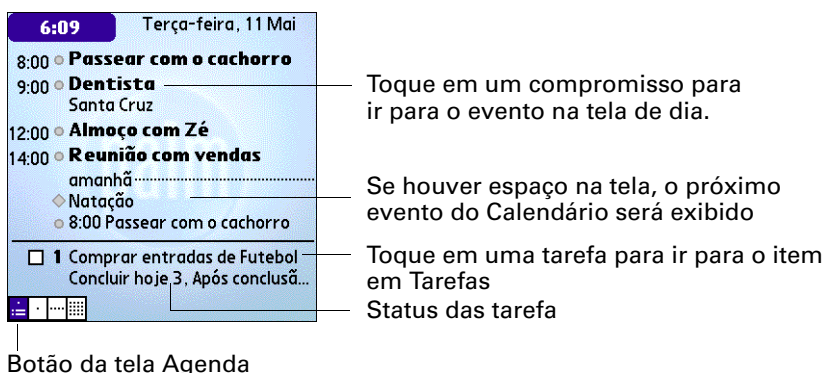 6:09 Terça-feira, 11 Mai
8:00 Passear com o cachorro
9:00 Dentista
Santa Cruz
12:00 Almoço com Zé
14:00 Reunião com vendas
amanhã
Natação
8:00 Passear com o cachorro
1 Comprar entradas de Futebol
Concluir hoje 3, Após conclusã...
Toque em um compromisso para
ir para o evento na tela de dia.
Se houver espaço na tela, o próximo
evento do Calendário será exibido
Toque em uma tarefa para ir para o item
em Tarefas
Status das tarefa
Botão da tela Agenda